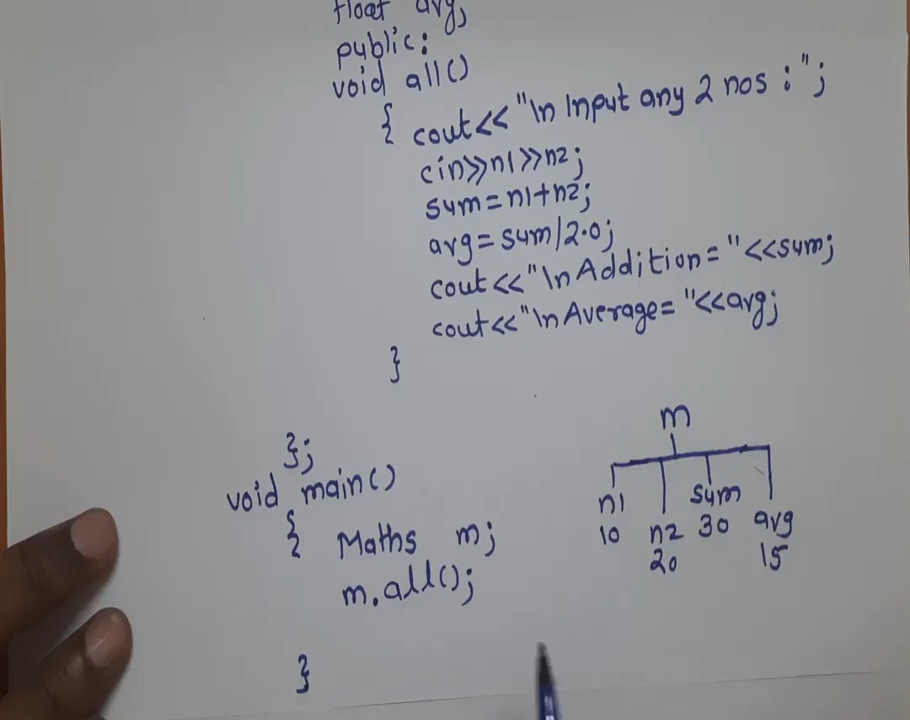 float avg;
public:
void all()
{ cout<<"\n Input any 2 nos :";
cin>>n1>>n2;
sum=n1+n2;
avg=sum/2.0;
cout<<"\n Addition="<<sum;
cout<<"\n Average="<<avg;
}
};
void main()
{ Maths m;
m.all();
}
m
n1 n2 sum avg
10 20 30 15